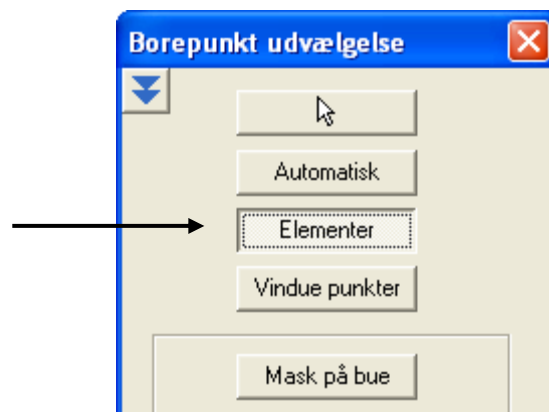 Borepunkt udvælgelse
Automatisk
Elementer
Vindue punkter
Mask på bue